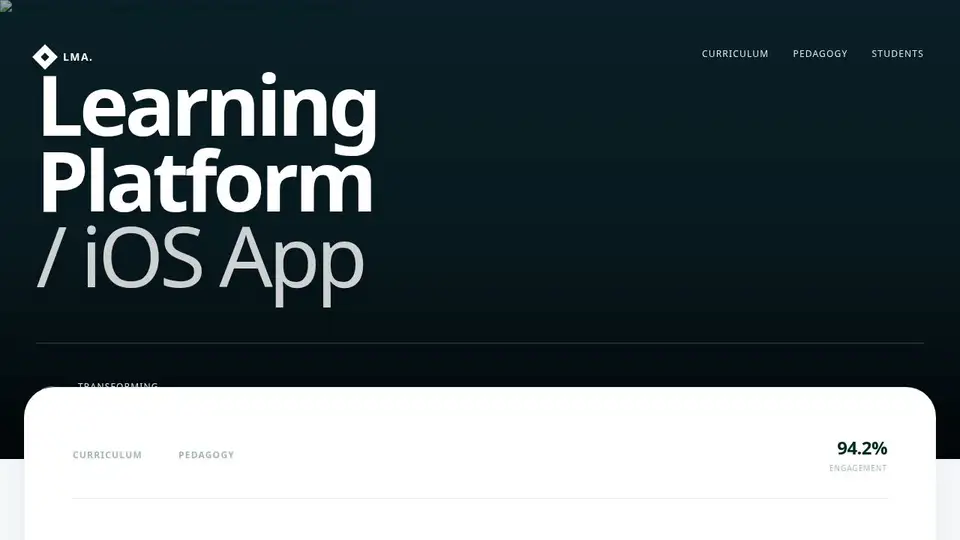 LMA.
CURRICULUM PEDAGOGY STUDENTS
Learning
Platform
/ iOS App
TRANSFORMING
CURRICULUM PEDAGOGY
94.2%
ENGAGEMENT